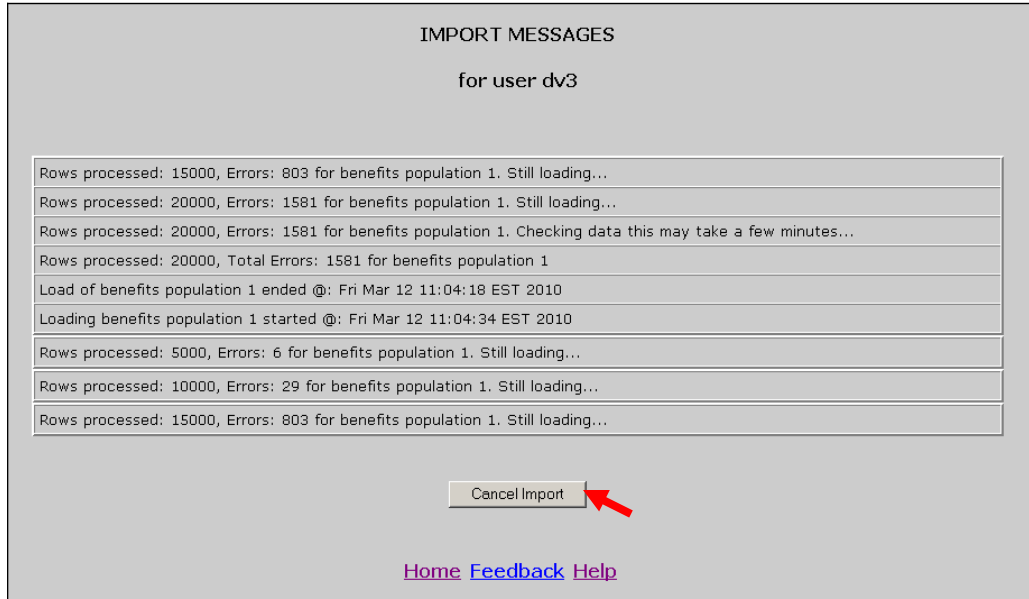 IMPORT MESSAGES
for user dv3
Rows processed: 15000, Errors: 803 for benefits population 1. Still loading...
Rows processed: 20000, Errors: 1581 for benefits population 1. Still loading...
Rows processed: 20000, Errors: 1581 for benefits population 1. Checking data this may take a few minutes...
Rows processed: 20000, Total Errors: 1581 for benefits population 1
Load of benefits population 1 ended @: Fri Mar 12 11:04:18 EST 2010
Loading benefits population 1 started @: Fri Mar 12 11:04:34 EST 2010
Rows processed: 5000, Errors: 6 for benefits population 1. Still loading...
Rows processed: 10000, Errors: 29 for benefits population 1. Still loading...
Rows processed: 15000, Errors: 803 for benefits population 1. Still loading...
Cancel Import
Home Feedback Help